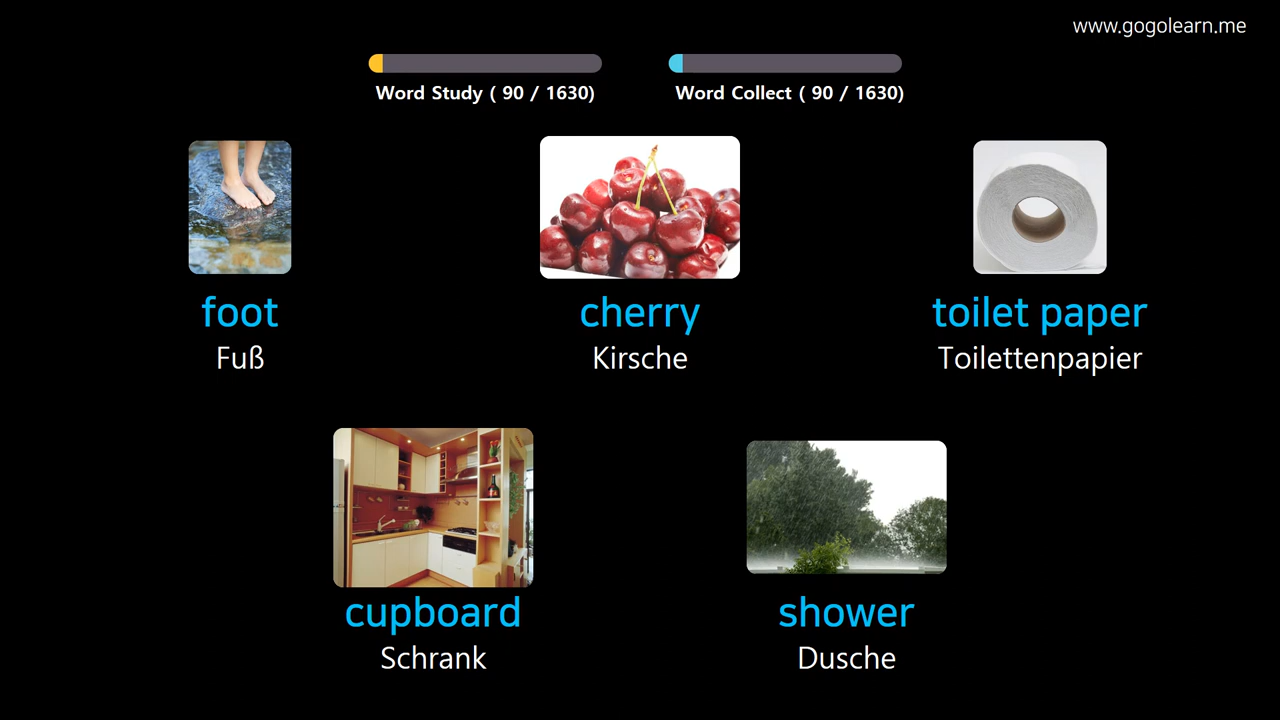 www.gogolearn.me
Word Study ( 90 / 1630)
Word Collect ( 90 / 1630)
foot
Fuß
cherry
Kirsche
toilet paper
Toilettenpapier
cupboard
Schrank
shower
Dusche